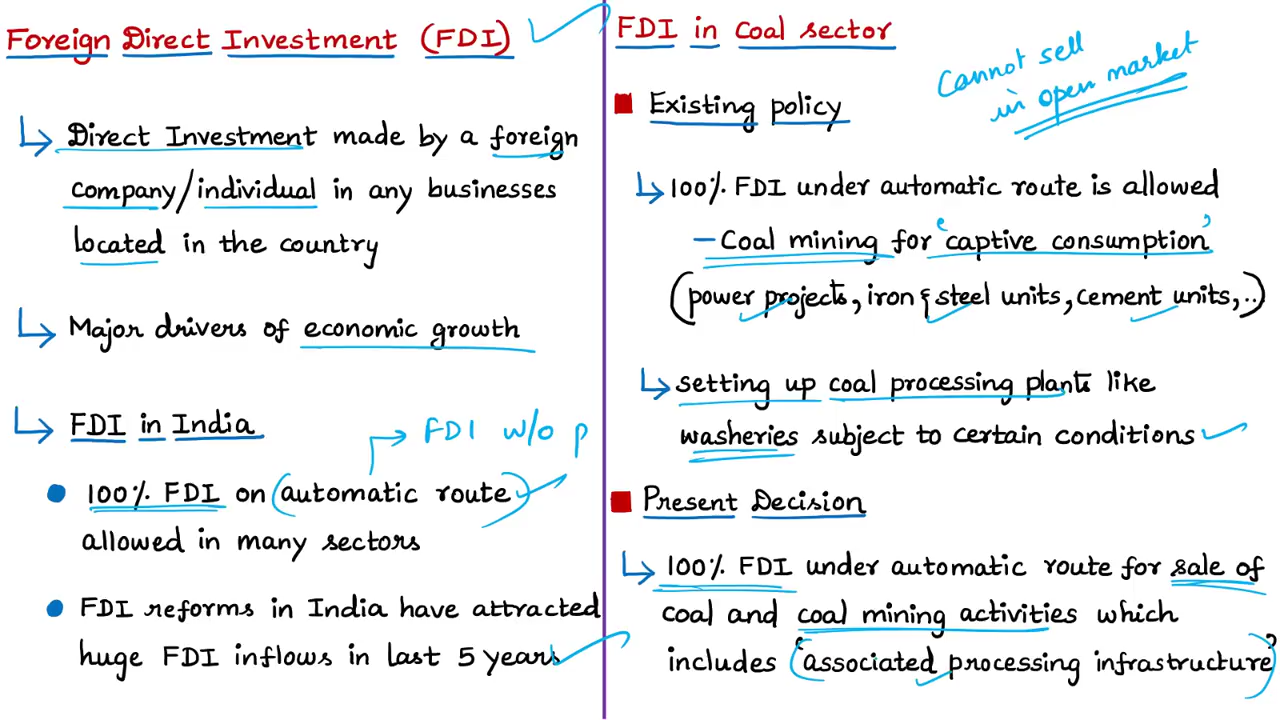 Foreign Direct Investment (FDI)
↳ Direct Investment made by a foreign
company/individual in any businesses
located in the country
↳ Major drivers of economic growth
↳ FDI in India
→ FDI w/o p
• 100% FDI on (automatic route)
allowed in many sectors
• FDI reforms in India have attracted
huge FDI inflows in last 5 years
FDI in Coal sector
Cannot sell
in open market
■ Existing policy
↳ 100% FDI under automatic route is allowed
- Coal mining for 'captive consumption'
(power projects, iron & steel units, cement units,..)
↳ setting up coal processing plants like
washeries subject to certain conditions
■ Present Decision
↳ 100% FDI under automatic route for sale of
coal and coal mining activities which
includes ('associated processing infrastructure')